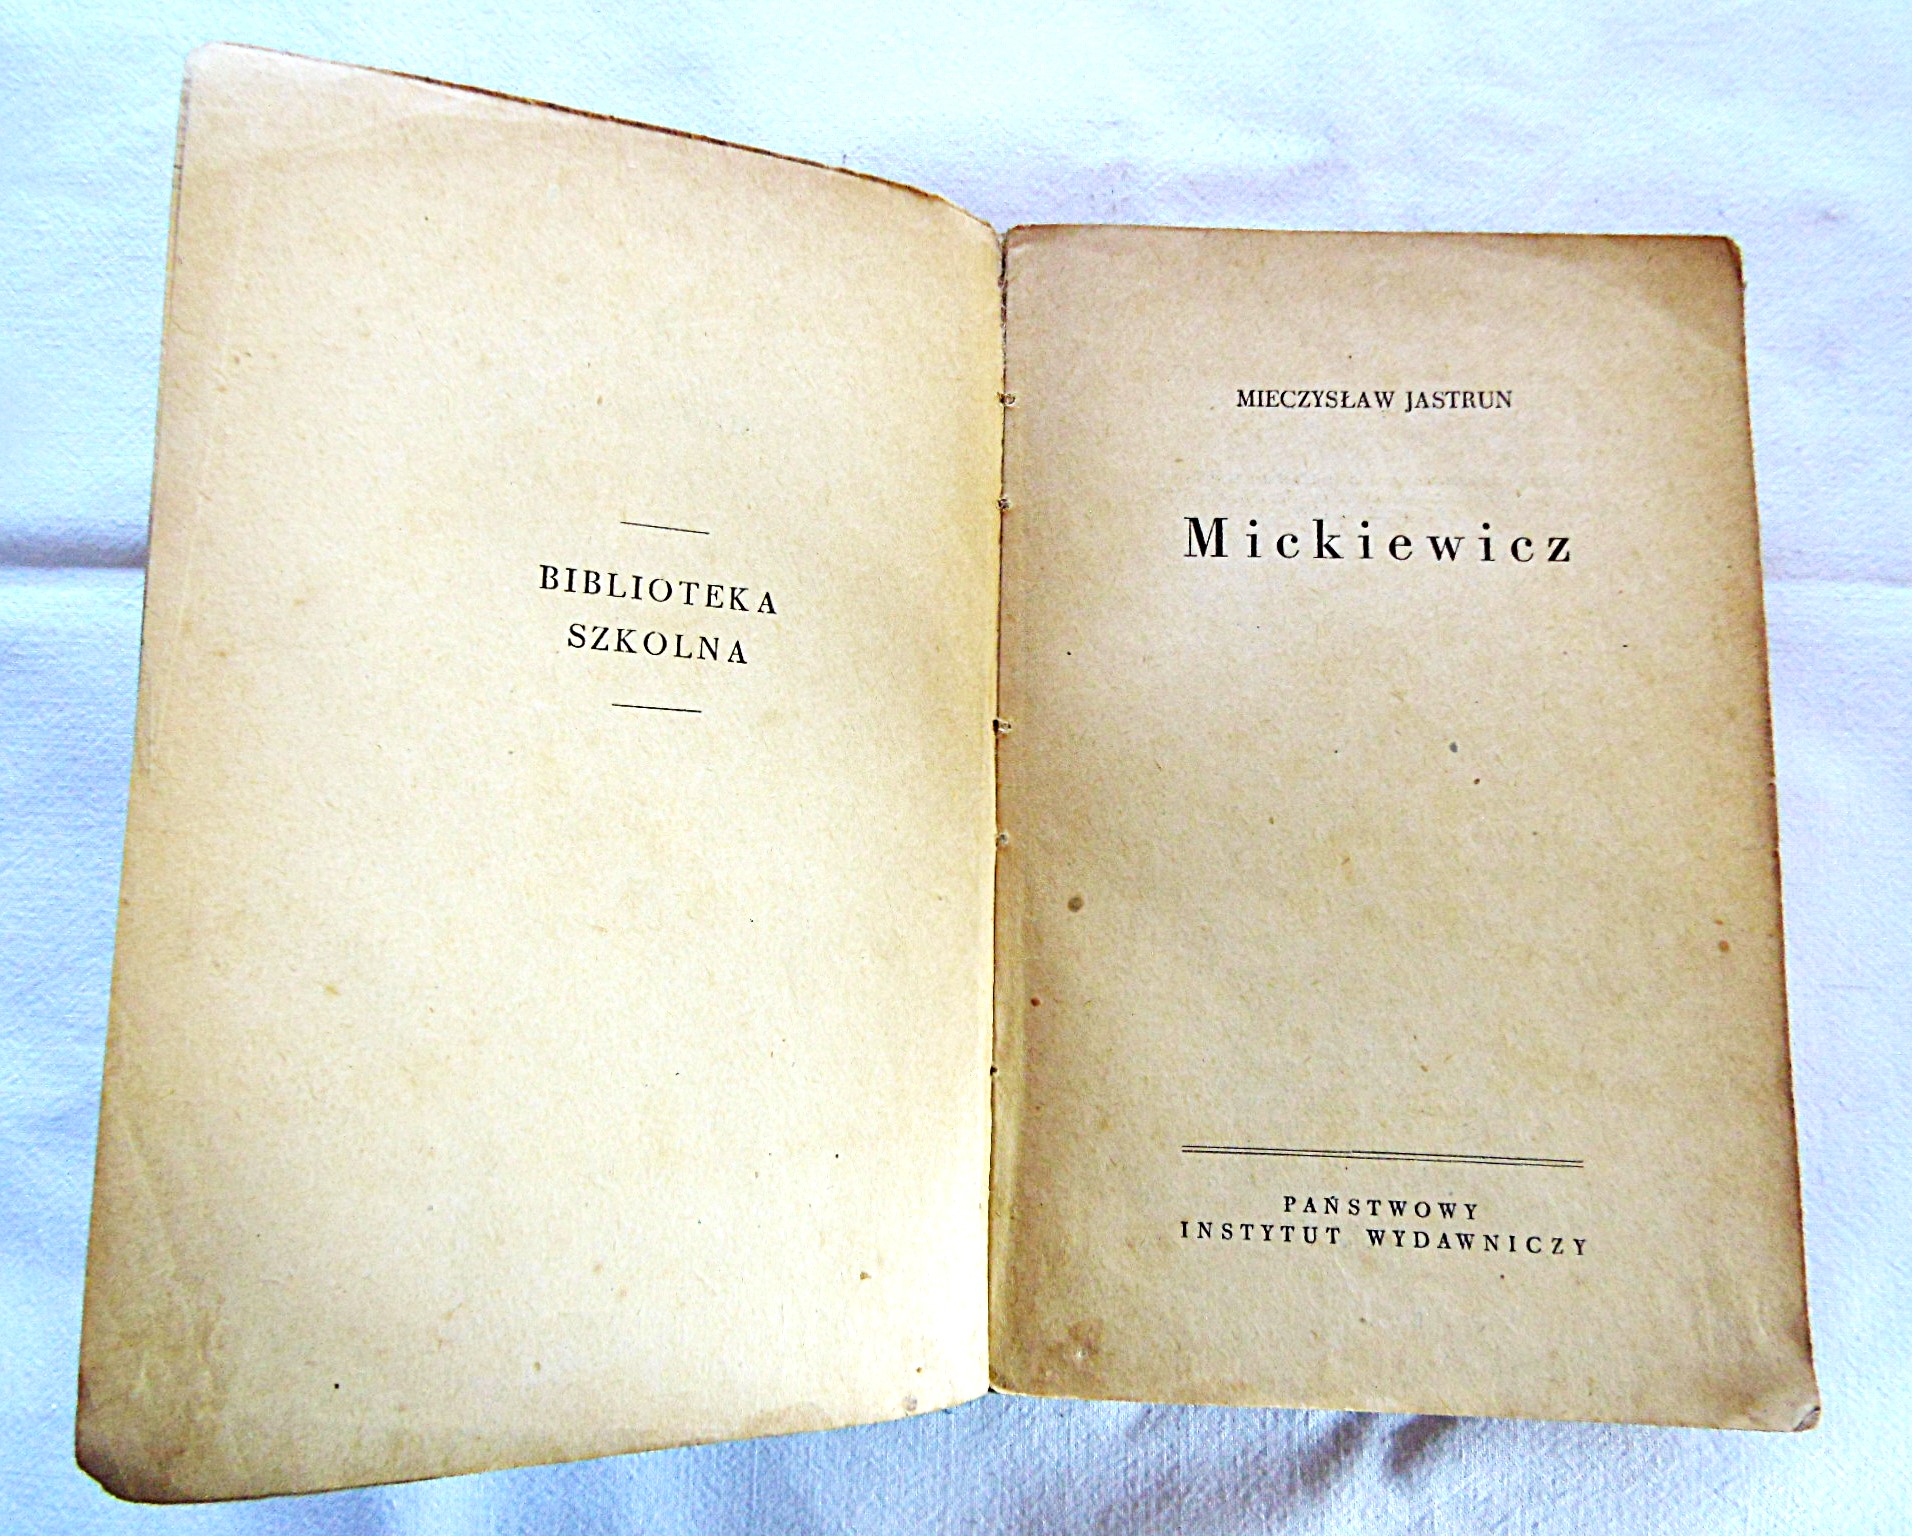 BIBLIOTEKA
SZKOLNA
MIECZYSŁAW JASTRUN
Mickiewicz
PAŃSTWOWY
INSTYTUT WYDAWNICZY